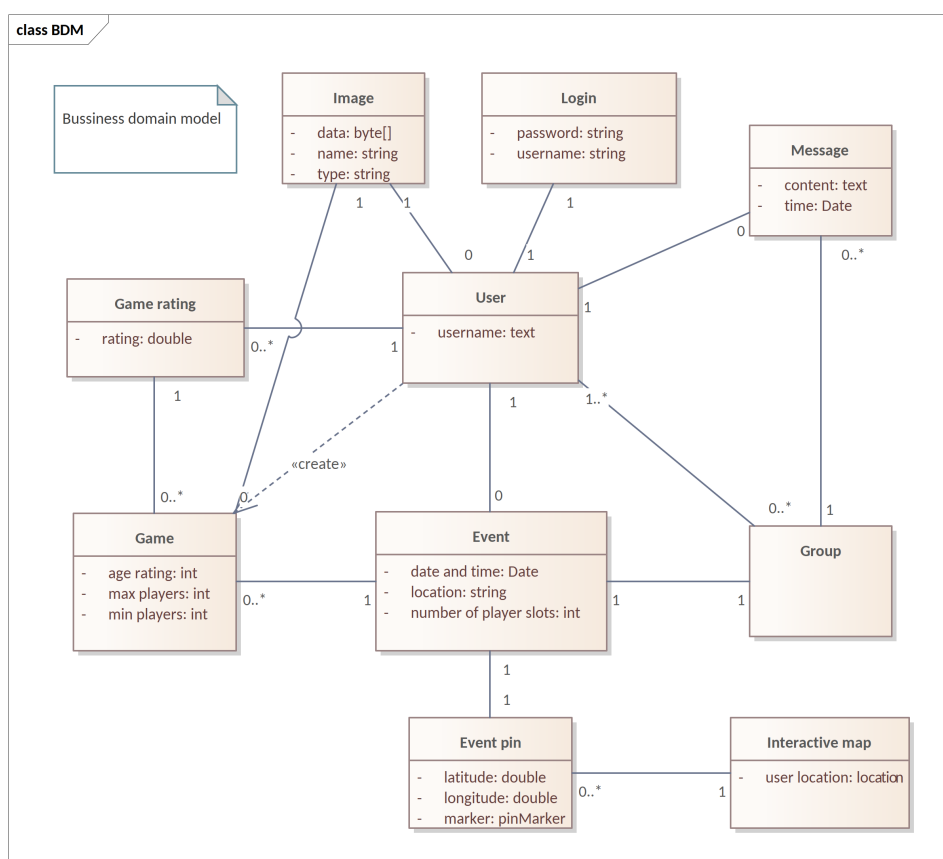 class BDM
Bussiness domain model
Image
- data: byte[]
- name: string
- type: string
Login
- password: string
- username: string
Message
- content: text
- time: Date
1
1
1
0
0..*
0
1
1
User
- username: text
Game rating
- rating: double
0..*
1
1
1
1..*
«create»
0..*
0
0
0..*
1
Game
- age rating: int
- max players: int
- min players: int
Event
- date and time: Date
- location: string
- number of player slots: int
Group
0..*
1
1
1
1
1
Event pin
- latitude: double
- longitude: double
- marker: pinMarker
Interactive map
- user location: location
0..*
1